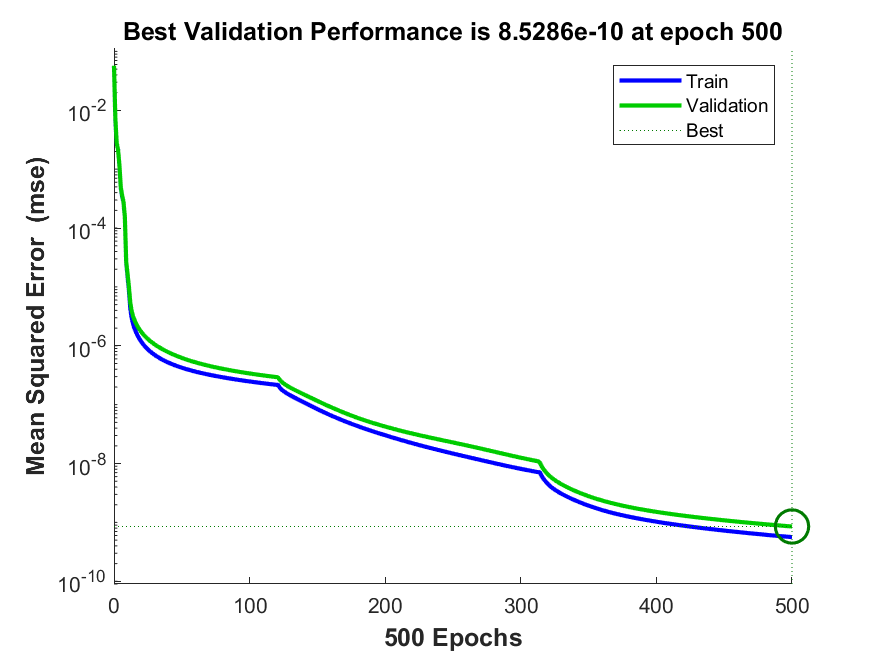 Best Validation Performance is 8.5286e-10 at epoch 500
Train
Validation
Best
10-2
10-4
10-6
10-8
10-10
Mean Squared Error (mse)
0 100 200 300 400 500
500 Epochs